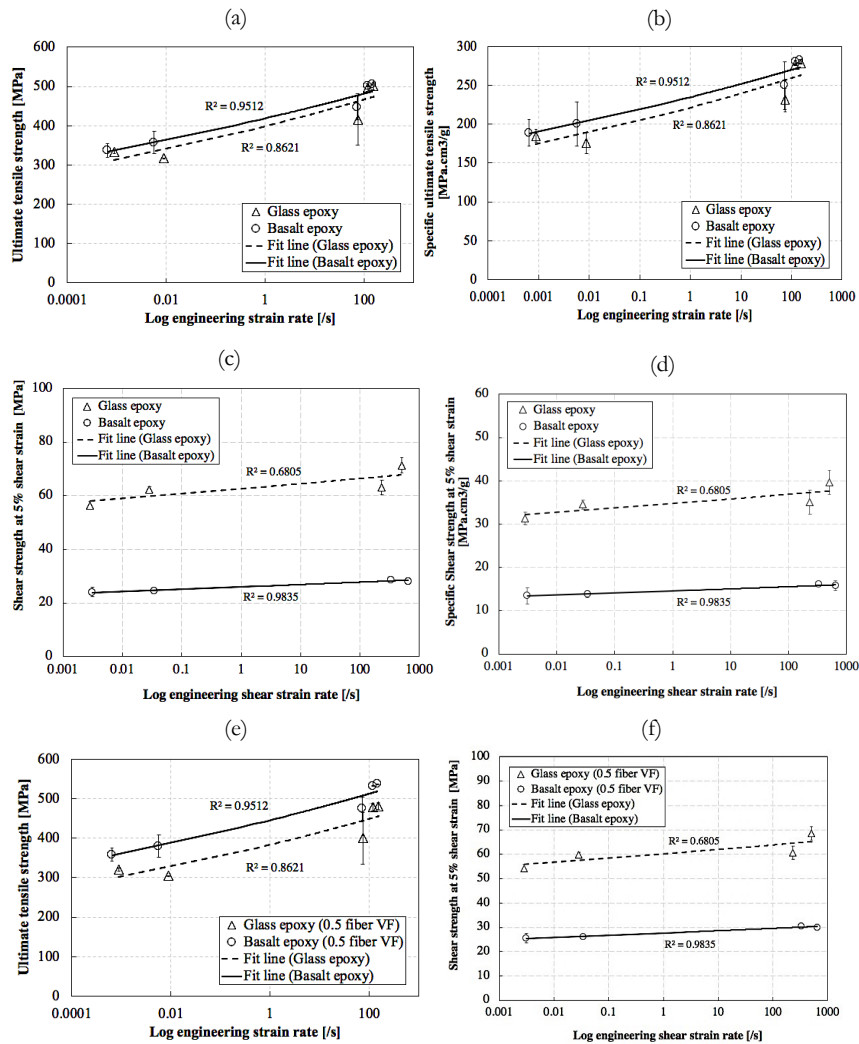 (a)
600
500
400
300
200
100
0
0.0001
0.01
1
100
Ultimate tensile strength [MPa]
Log engineering strain rate [/s]
R² = 0.9512
R² = 0.8621
Glass epoxy
Basalt epoxy
Fit line (Glass epoxy)
Fit line (Basalt epoxy)
(b)
300
250
200
150
100
50
0
0.0001
0.001
0.01
0.1
1
10
100
1000
Specific ultimate tensile strength
[MPa.cm3/g]
Log engineering strain rate [/s]
R² = 0.9512
R² = 0.8621
Glass epoxy
Basalt epoxy
Fit line (Glass epoxy)
Fit line (Basalt epoxy)
(c)
100
80
60
40
20
0
0.001
0.01
0.1
1
10
100
1000
Shear strength at 5% shear strain [MPa]
Log engineering shear strain rate [/s]
Glass epoxy
Basalt epoxy
Fit line (Glass epoxy)
Fit line (Basalt epoxy)
R² = 0.6805
R² = 0.9835
(d)
60
50
40
30
20
10
0
0.001
0.01
0.1
1
10
100
1000
Specific Shear strength at 5% shear strain
[MPa.cm3/g]
Log engineering shear strain rate [/s]
Glass epoxy
Basalt epoxy
Fit line (Glass epoxy)
Fit line (Basalt epoxy)
R² = 0.6805
R² = 0.9835
(e)
600
500
400
300
200
100
0
0.0001
0.01
1
100
Ultimate tensile strength [MPa]
Log engineering strain rate [/s]
R² = 0.9512
R² = 0.8621
Glass epoxy (0.5 fiber VF)
Basalt epoxy (0.5 fiber VF)
Fit line (Glass epoxy)
Fit line (Basalt epoxy)
(f)
100
90
80
70
60
50
40
30
20
10
0
0.001
0.01
0.1
1
10
100
1000
Shear strength at 5% shear strain [MPa]
Log engineering shear strain rate [/s]
Glass epoxy (0.5 fiber VF)
Basalt epoxy (0.5 fiber VF)
Fit line (Glass epoxy)
Fit line (Basalt epoxy)
R² = 0.6805
R² = 0.9835